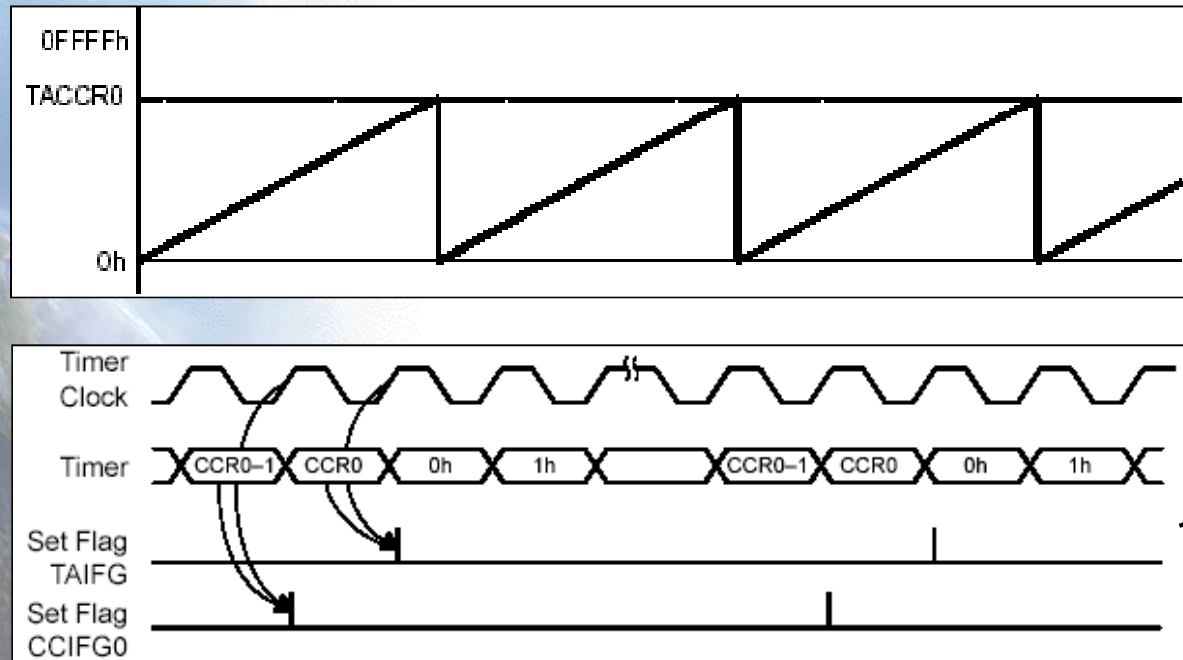 0FFFFh
TACCR0
0h
Timer
Clock
Timer
CCR0–1
CCR0
0h
1h
CCR0–1
CCR0
0h
1h
Set Flag
TAIFG
Set Flag
CCIFG0